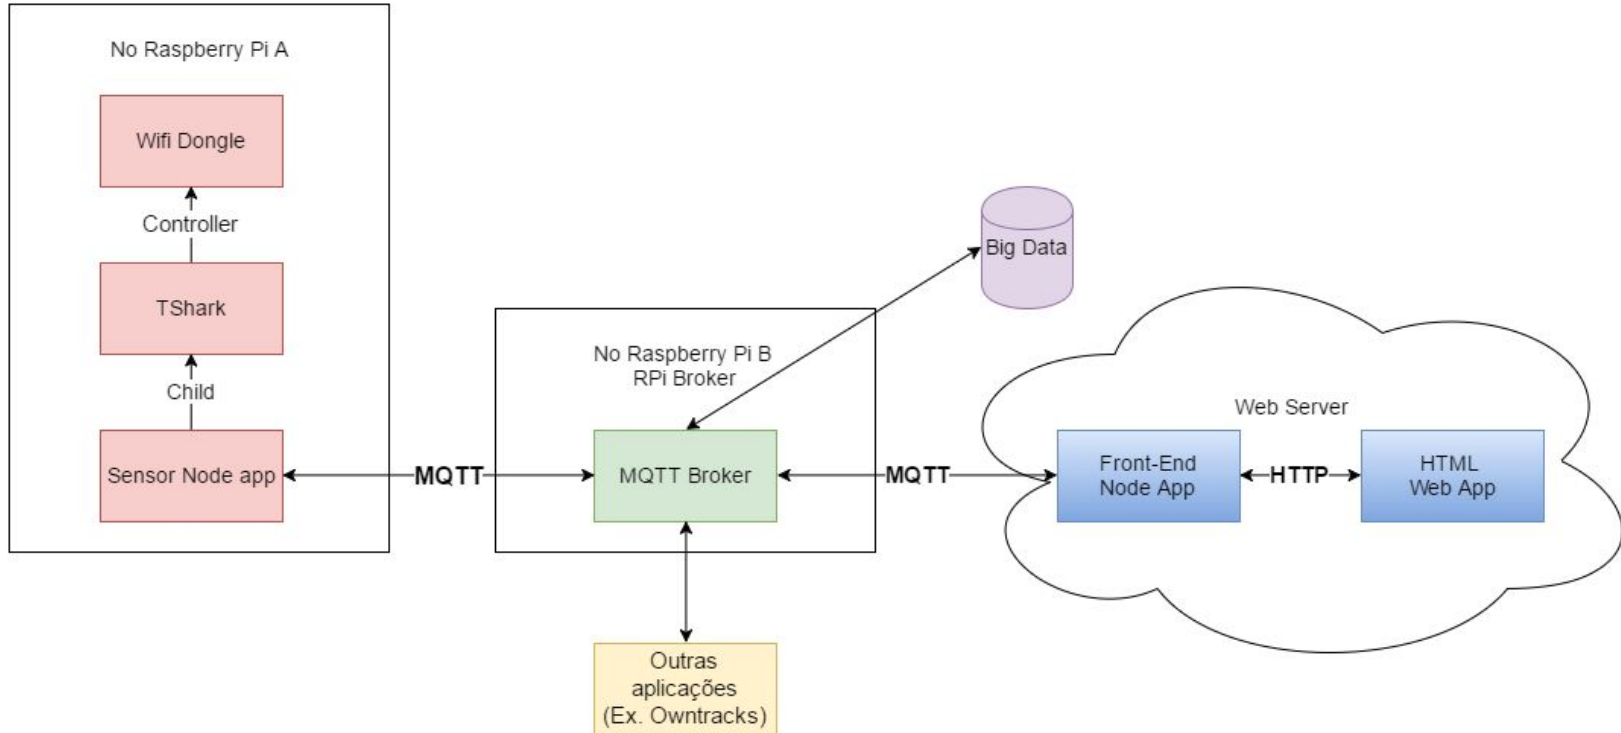 No Raspberry Pi A
Wifi Dongle
Controller
TShark
Child
Sensor Node app
MQTT
No Raspberry Pi B
RPi Broker
MQTT Broker
Big Data
MQTT
Web Server
Front-End
Node App
HTTP
HTML
Web App
Outras
aplicações
(Ex. Owntracks)